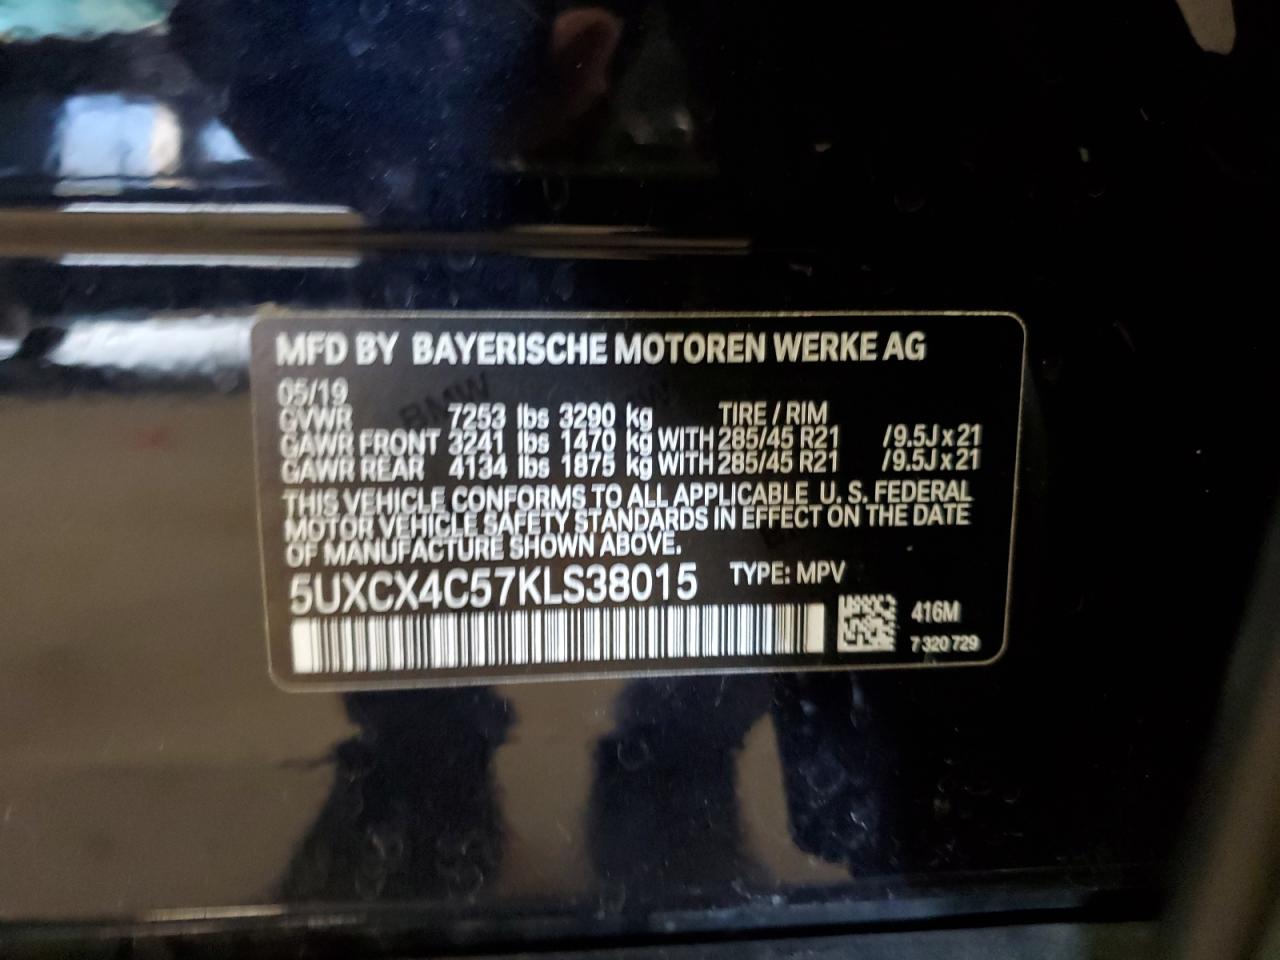 MFD BY BAYERISCHE MOTOREN WERKE AG
05/19
GVWR 7253 lbs 3290 kg TIRE / RIM
GAWR FRONT 3241 lbs 1470 kg WITH 285/45 R21 /9.5J x 21
GAWR REAR 4134 lbs 1875 kg WITH 285/45 R21 /9.5J x 21
THIS VEHICLE CONFORMS TO ALL APPLICABLE U. S. FEDERAL
MOTOR VEHICLE SAFETY STANDARDS IN EFFECT ON THE DATE
OF MANUFACTURE SHOWN ABOVE.
5UXCX4C57KLS38015 TYPE: MPV
416M
7 320 729